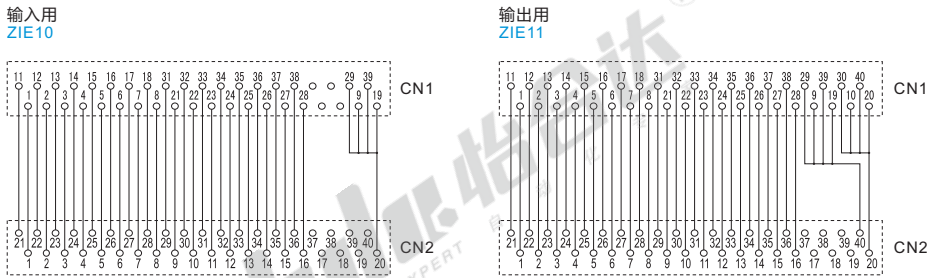 输入用
ZIE10
11 12 13 14 15 16 17 18 31 32 33 34 35 36 37 38 29 39
1 2 3 4 5 6 7 8 21 22 23 24 25 26 27 28 9 19
CN1
21 22 23 24 25 26 27 28 29 30 31 32 33 34 35 36 37 38 39 40
CN2
1 2 3 4 5 6 7 8 9 10 11 12 13 14 15 16 17 18 19 20
输出用
ZIE11
11 12 13 14 15 16 17 18 31 32 33 34 35 36 37 38 39 30 40
1 2 3 4 5 6 7 8 21 22 23 24 25 26 27 28 29 9 19 10 20
CN1
21 22 23 24 25 26 27 28 29 30 31 32 33 34 35 36 37 38 39 40
CN2
1 2 3 4 5 6 7 8 9 10 11 12 13 14 15 16 17 18 19 20
怡合达
EXPERT